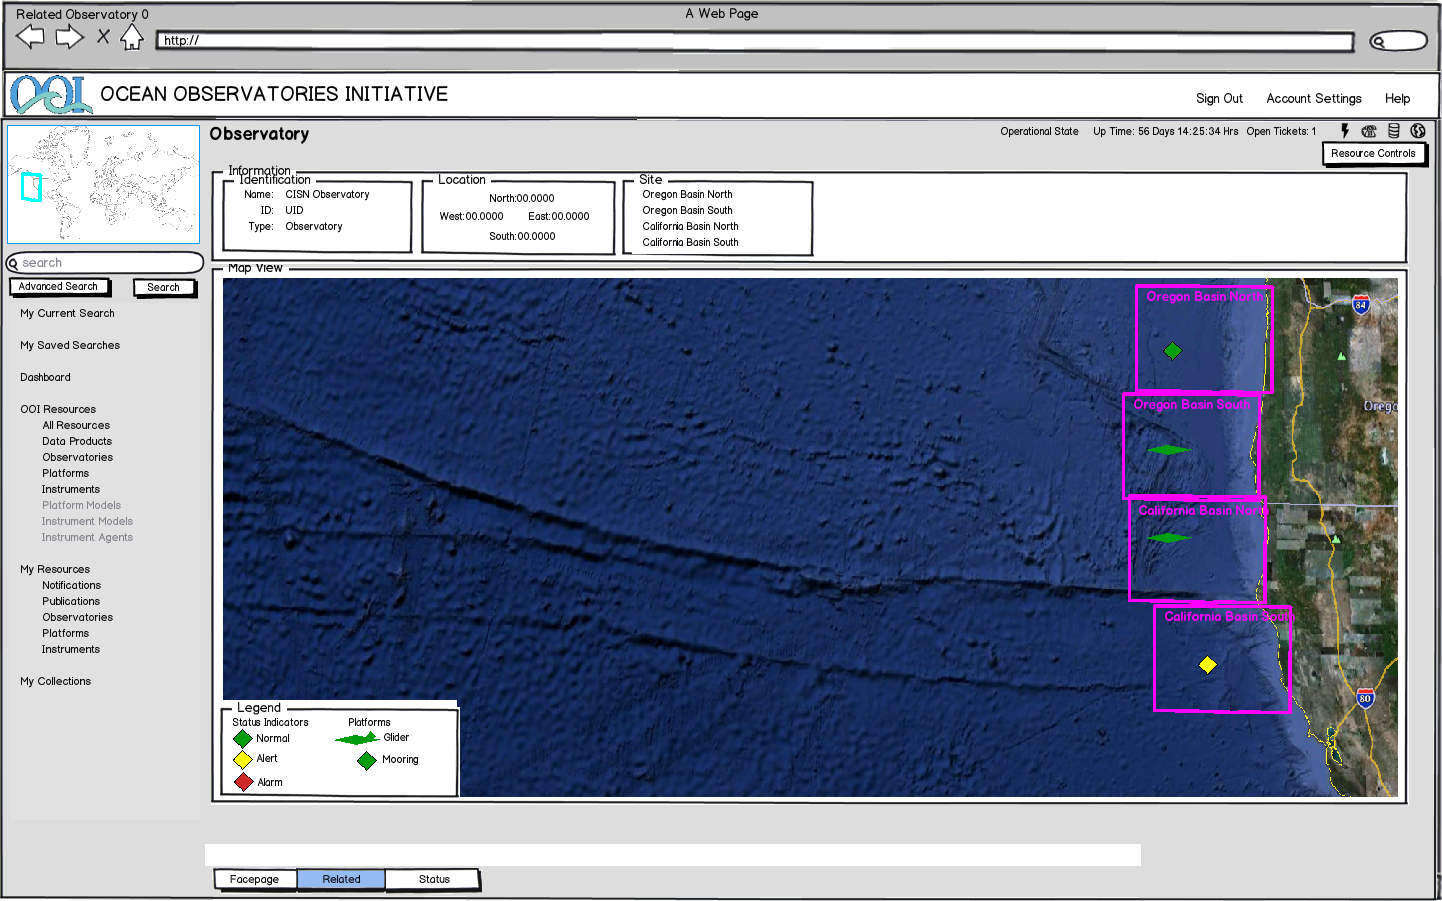 Related Observatory 0
A Web Page
http://
OOI
OCEAN OBSERVATORIES INITIATIVE
Sign Out Account Settings Help
Observatory
Operational State Up Time: 56 Days 14:25:34 Hrs Open Tickets: 1
Resource Controls
search
Advanced Search Search
My Current Search
My Saved Searches
Dashboard
OOI Resources
All Resources
Data Products
Observatories
Platforms
Instruments
Platform Models
Instrument Models
Instrument Agents
My Resources
Notifications
Publications
Observatories
Platforms
Instruments
My Collections
Information
Identification
Name: CISN Observatory
ID: UID
Type: Observatory
Location
North:00.0000
West:00.0000 East:00.0000
South:00.0000
Site
Oregon Basin North
Oregon Basin South
California Basin North
California Basin South
Map View
Oregon Basin North
84
Oregon Basin South
Orego
California Basin Nort
California Basin South
80
Legend
Status Indicators Platforms
Normal Glider
Alert Mooring
Alarm
Facepage Related Status